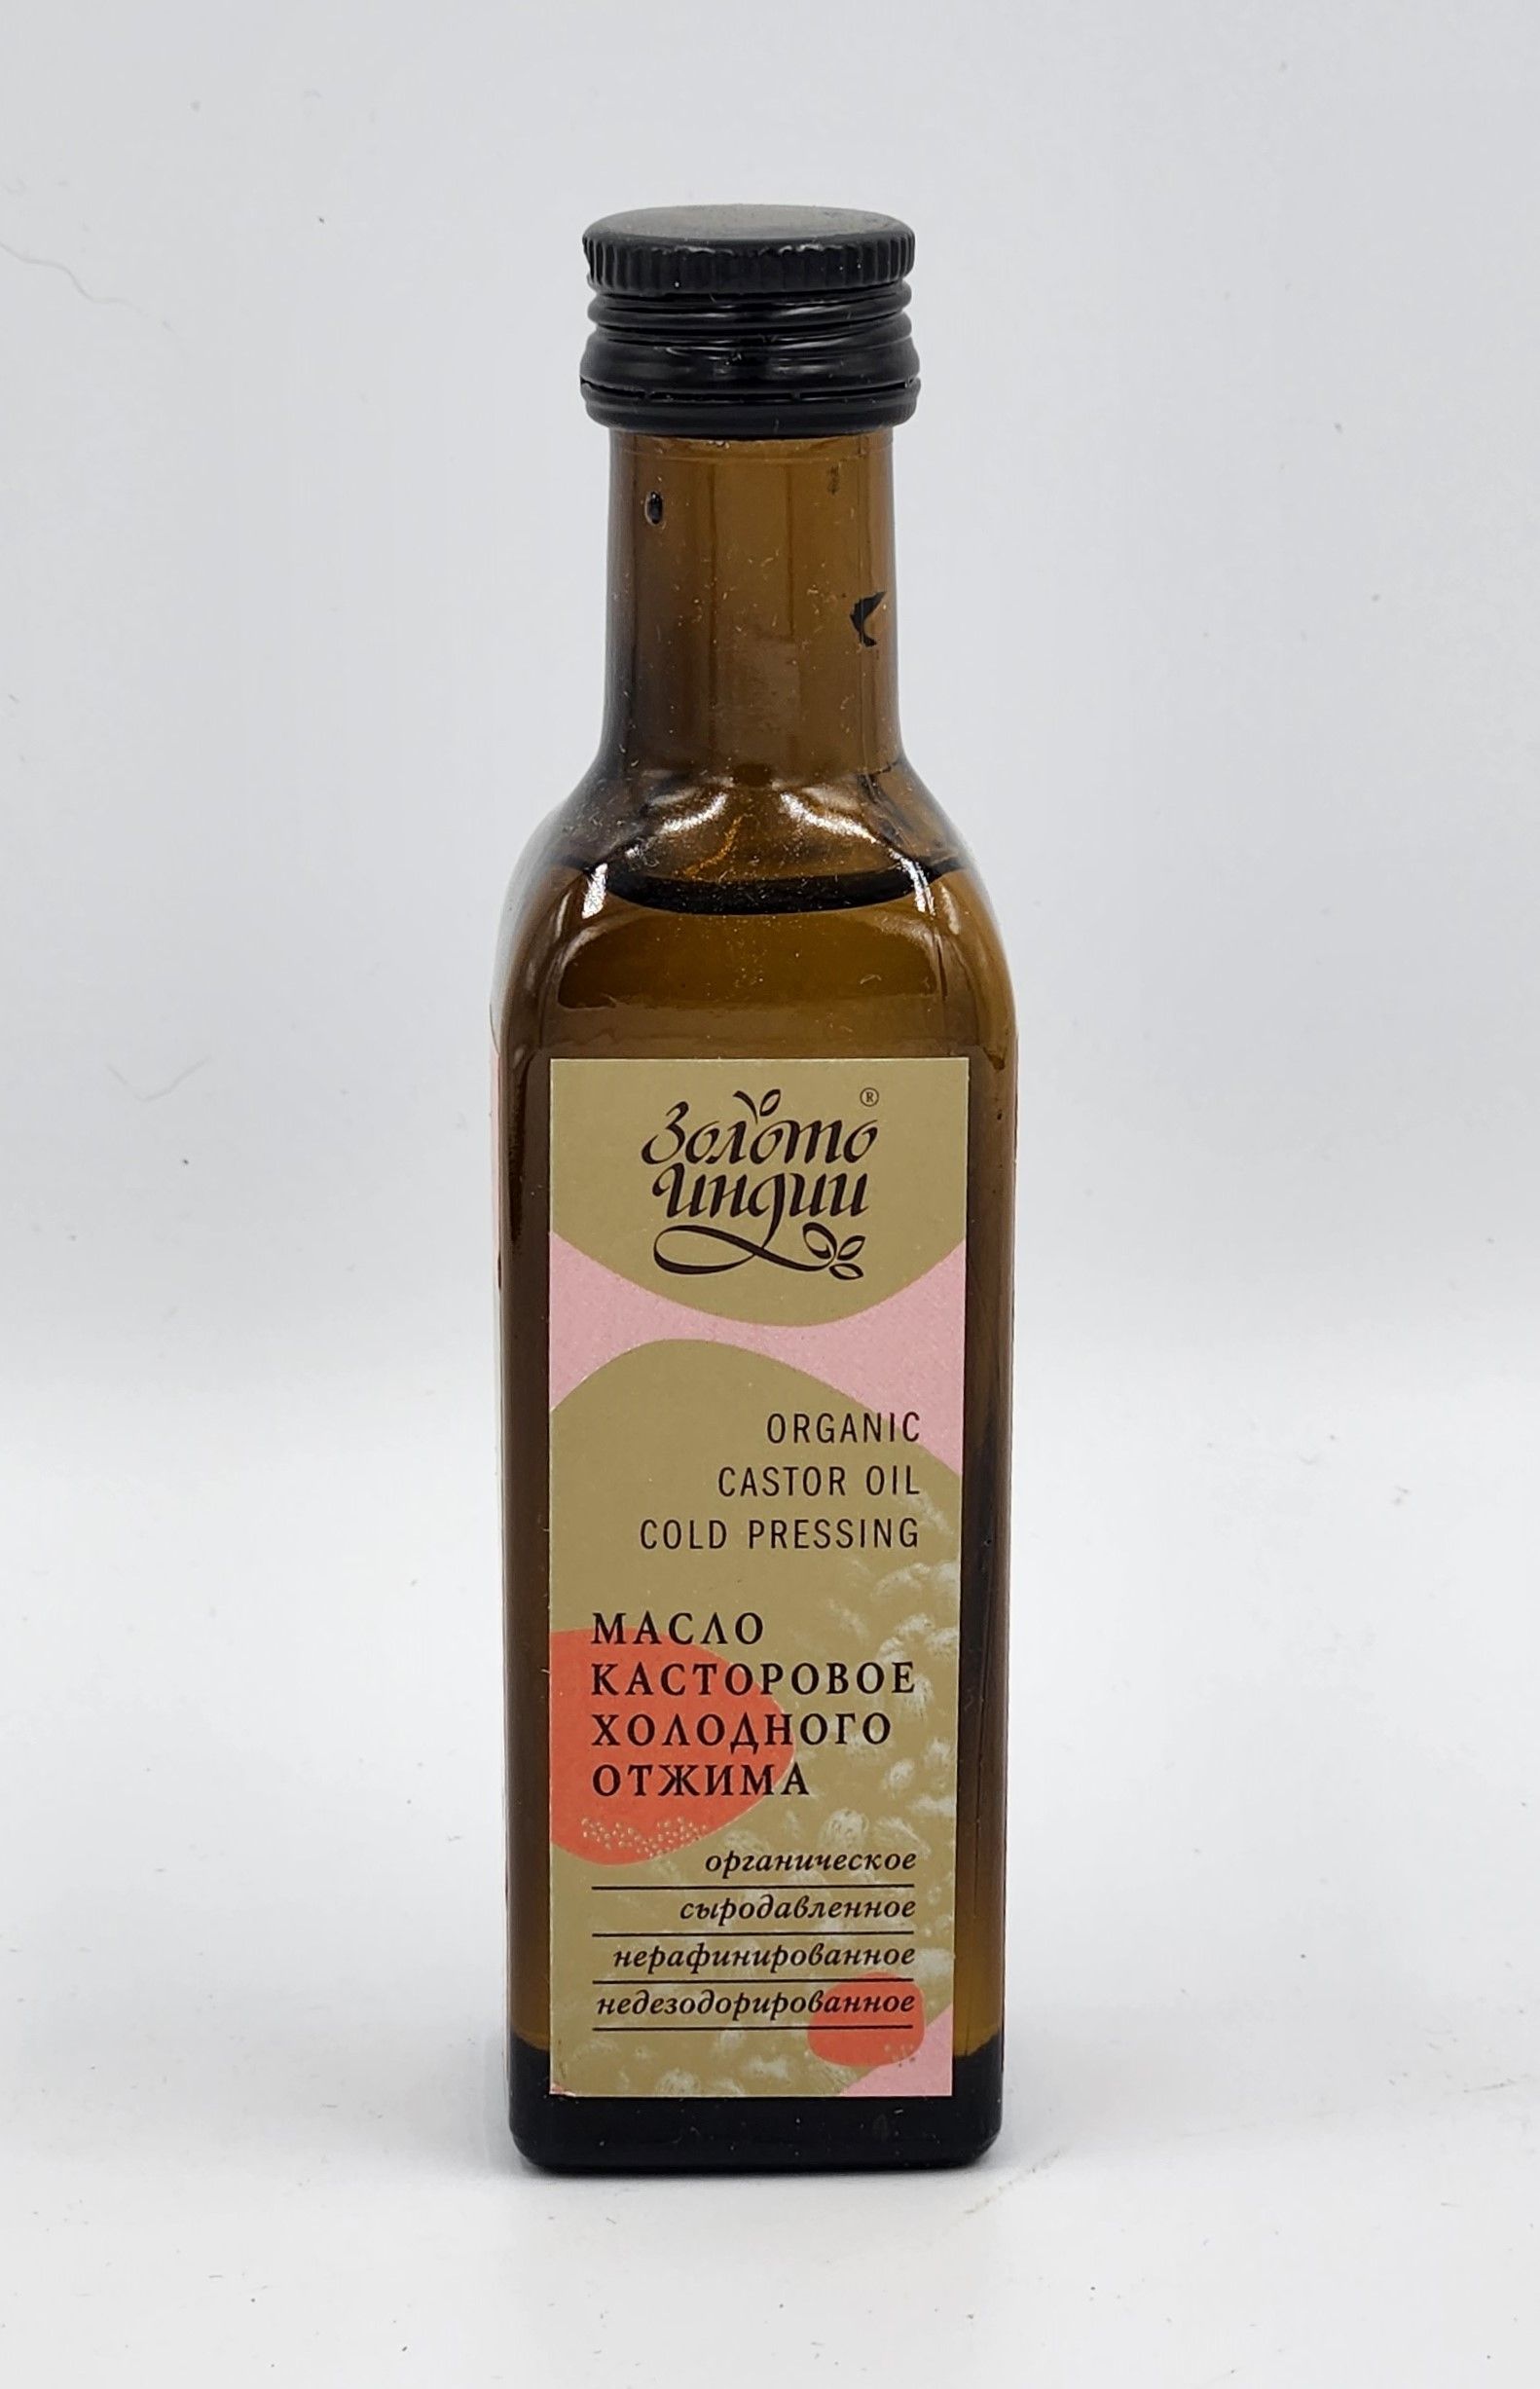 Золото
Индии
®
ORGANIC
CASTOR OIL
COLD PRESSING
МАСЛО
КАСТОРОВОЕ
ХОЛОДНОГО
ОТЖИМА
органическое
сыродавленное
нерафинированное
недезодорированное